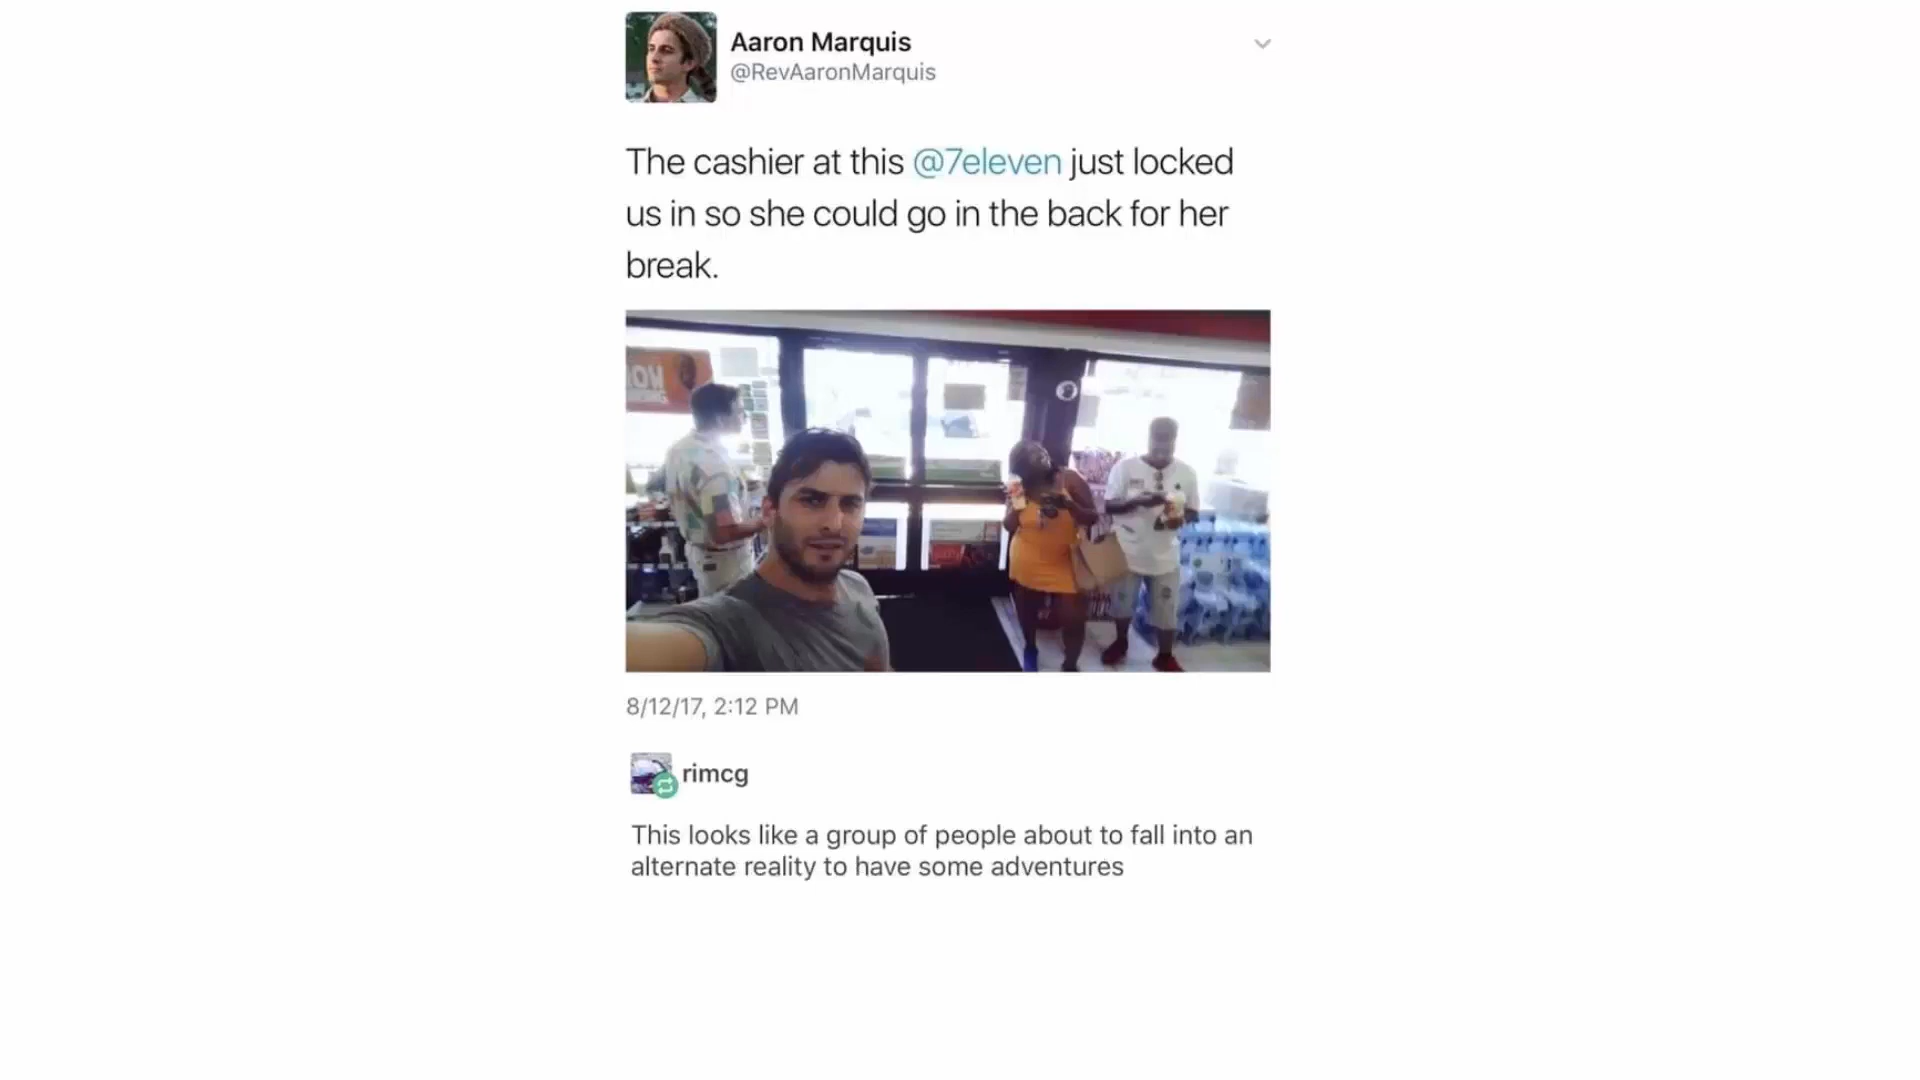 Aaron Marquis
@RevAaronMarquis
The cashier at this @7eleven just locked
us in so she could go in the back for her
break.
8/12/17, 2:12 PM
rimcg
This looks like a group of people about to fall into an
alternate reality to have some adventures